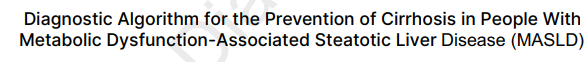 Diagnostic Algorithm for the Prevention of Cirrhosis in People With
Metabolic Dysfunction-Associated Steatotic Liver Disease (MASLD)